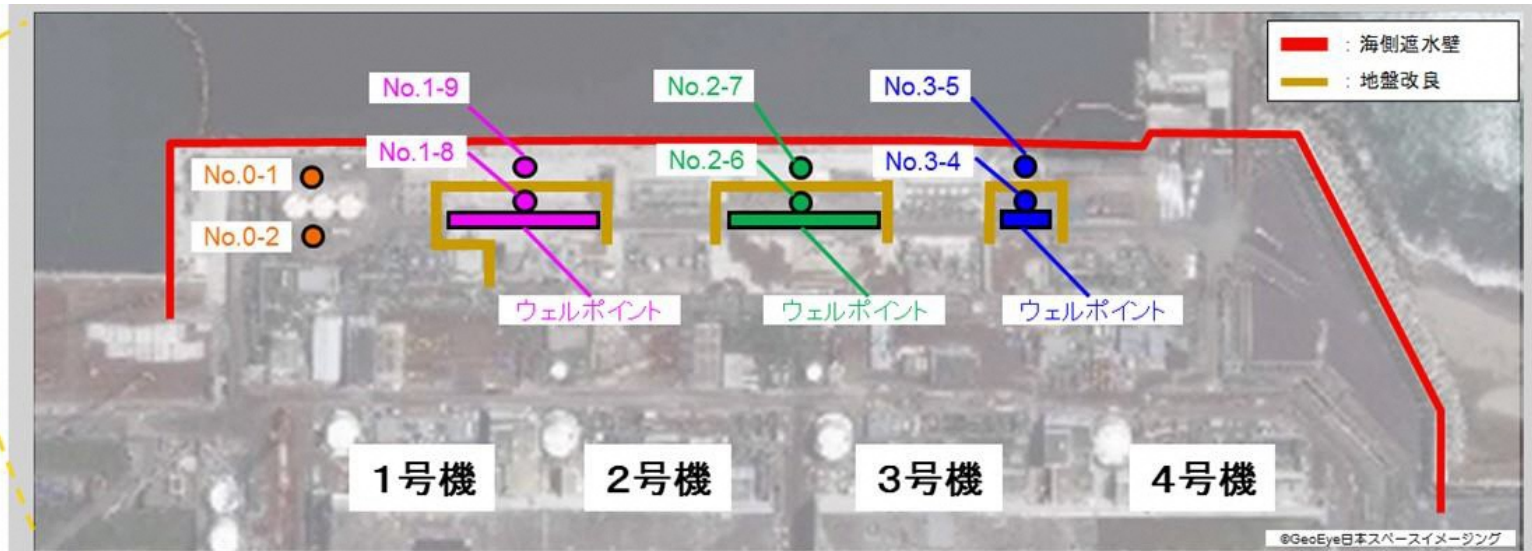 ：海側遮水壁
：地盤改良
No.1-9
No.2-7
No.3-5
No.1-8
No.2-6
No.3-4
No.0-1
No.0-2
ウェルポイント
ウェルポイント
ウェルポイント
1号機
2号機
3号機
4号機
©GeoEye日本スペースイメージング